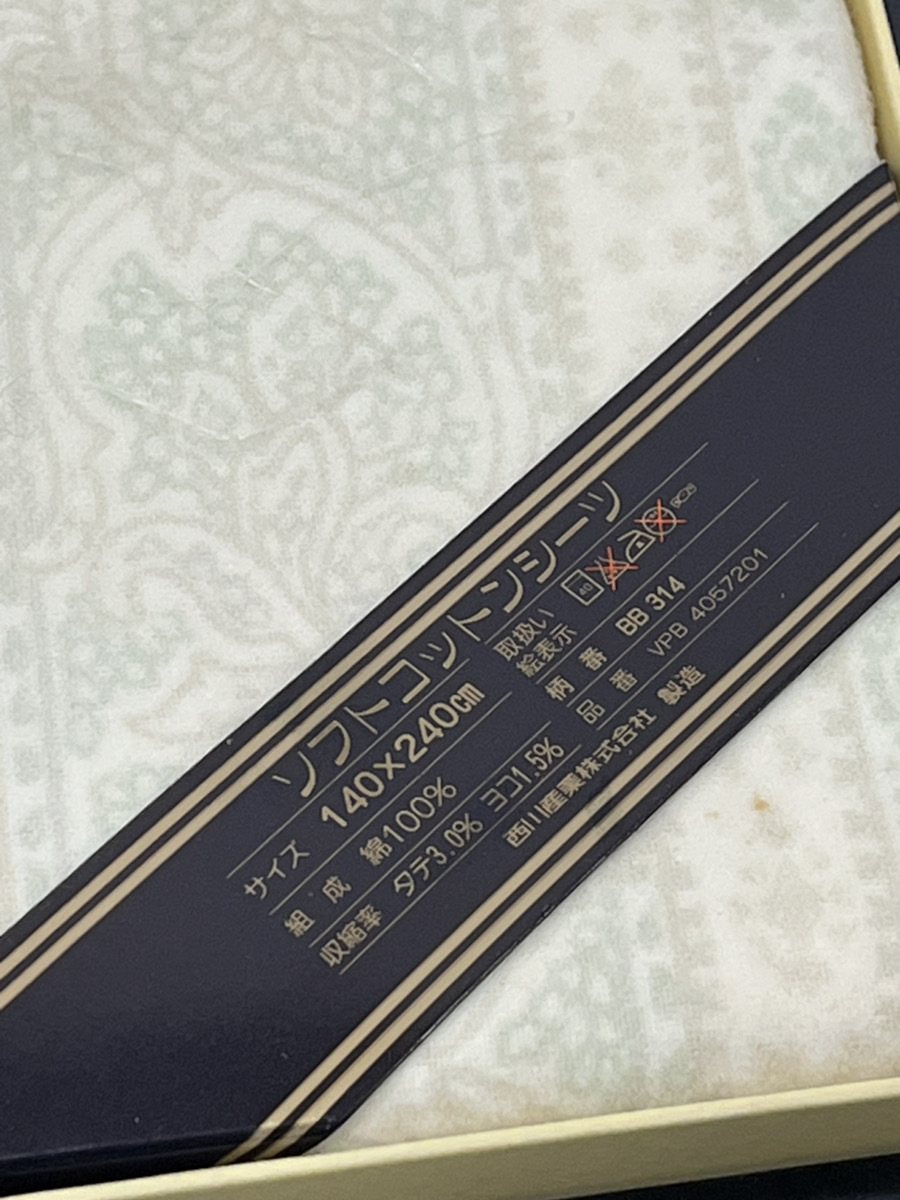 ソフトコットンシーツ
サイズ 140×240cm
組成 綿100%
収縮率 タテ3.0% ヨコ1.5%
取扱い
絵表示
40
柄番 BB 314
品番 VPB 4057201
西川産業株式会社 製造